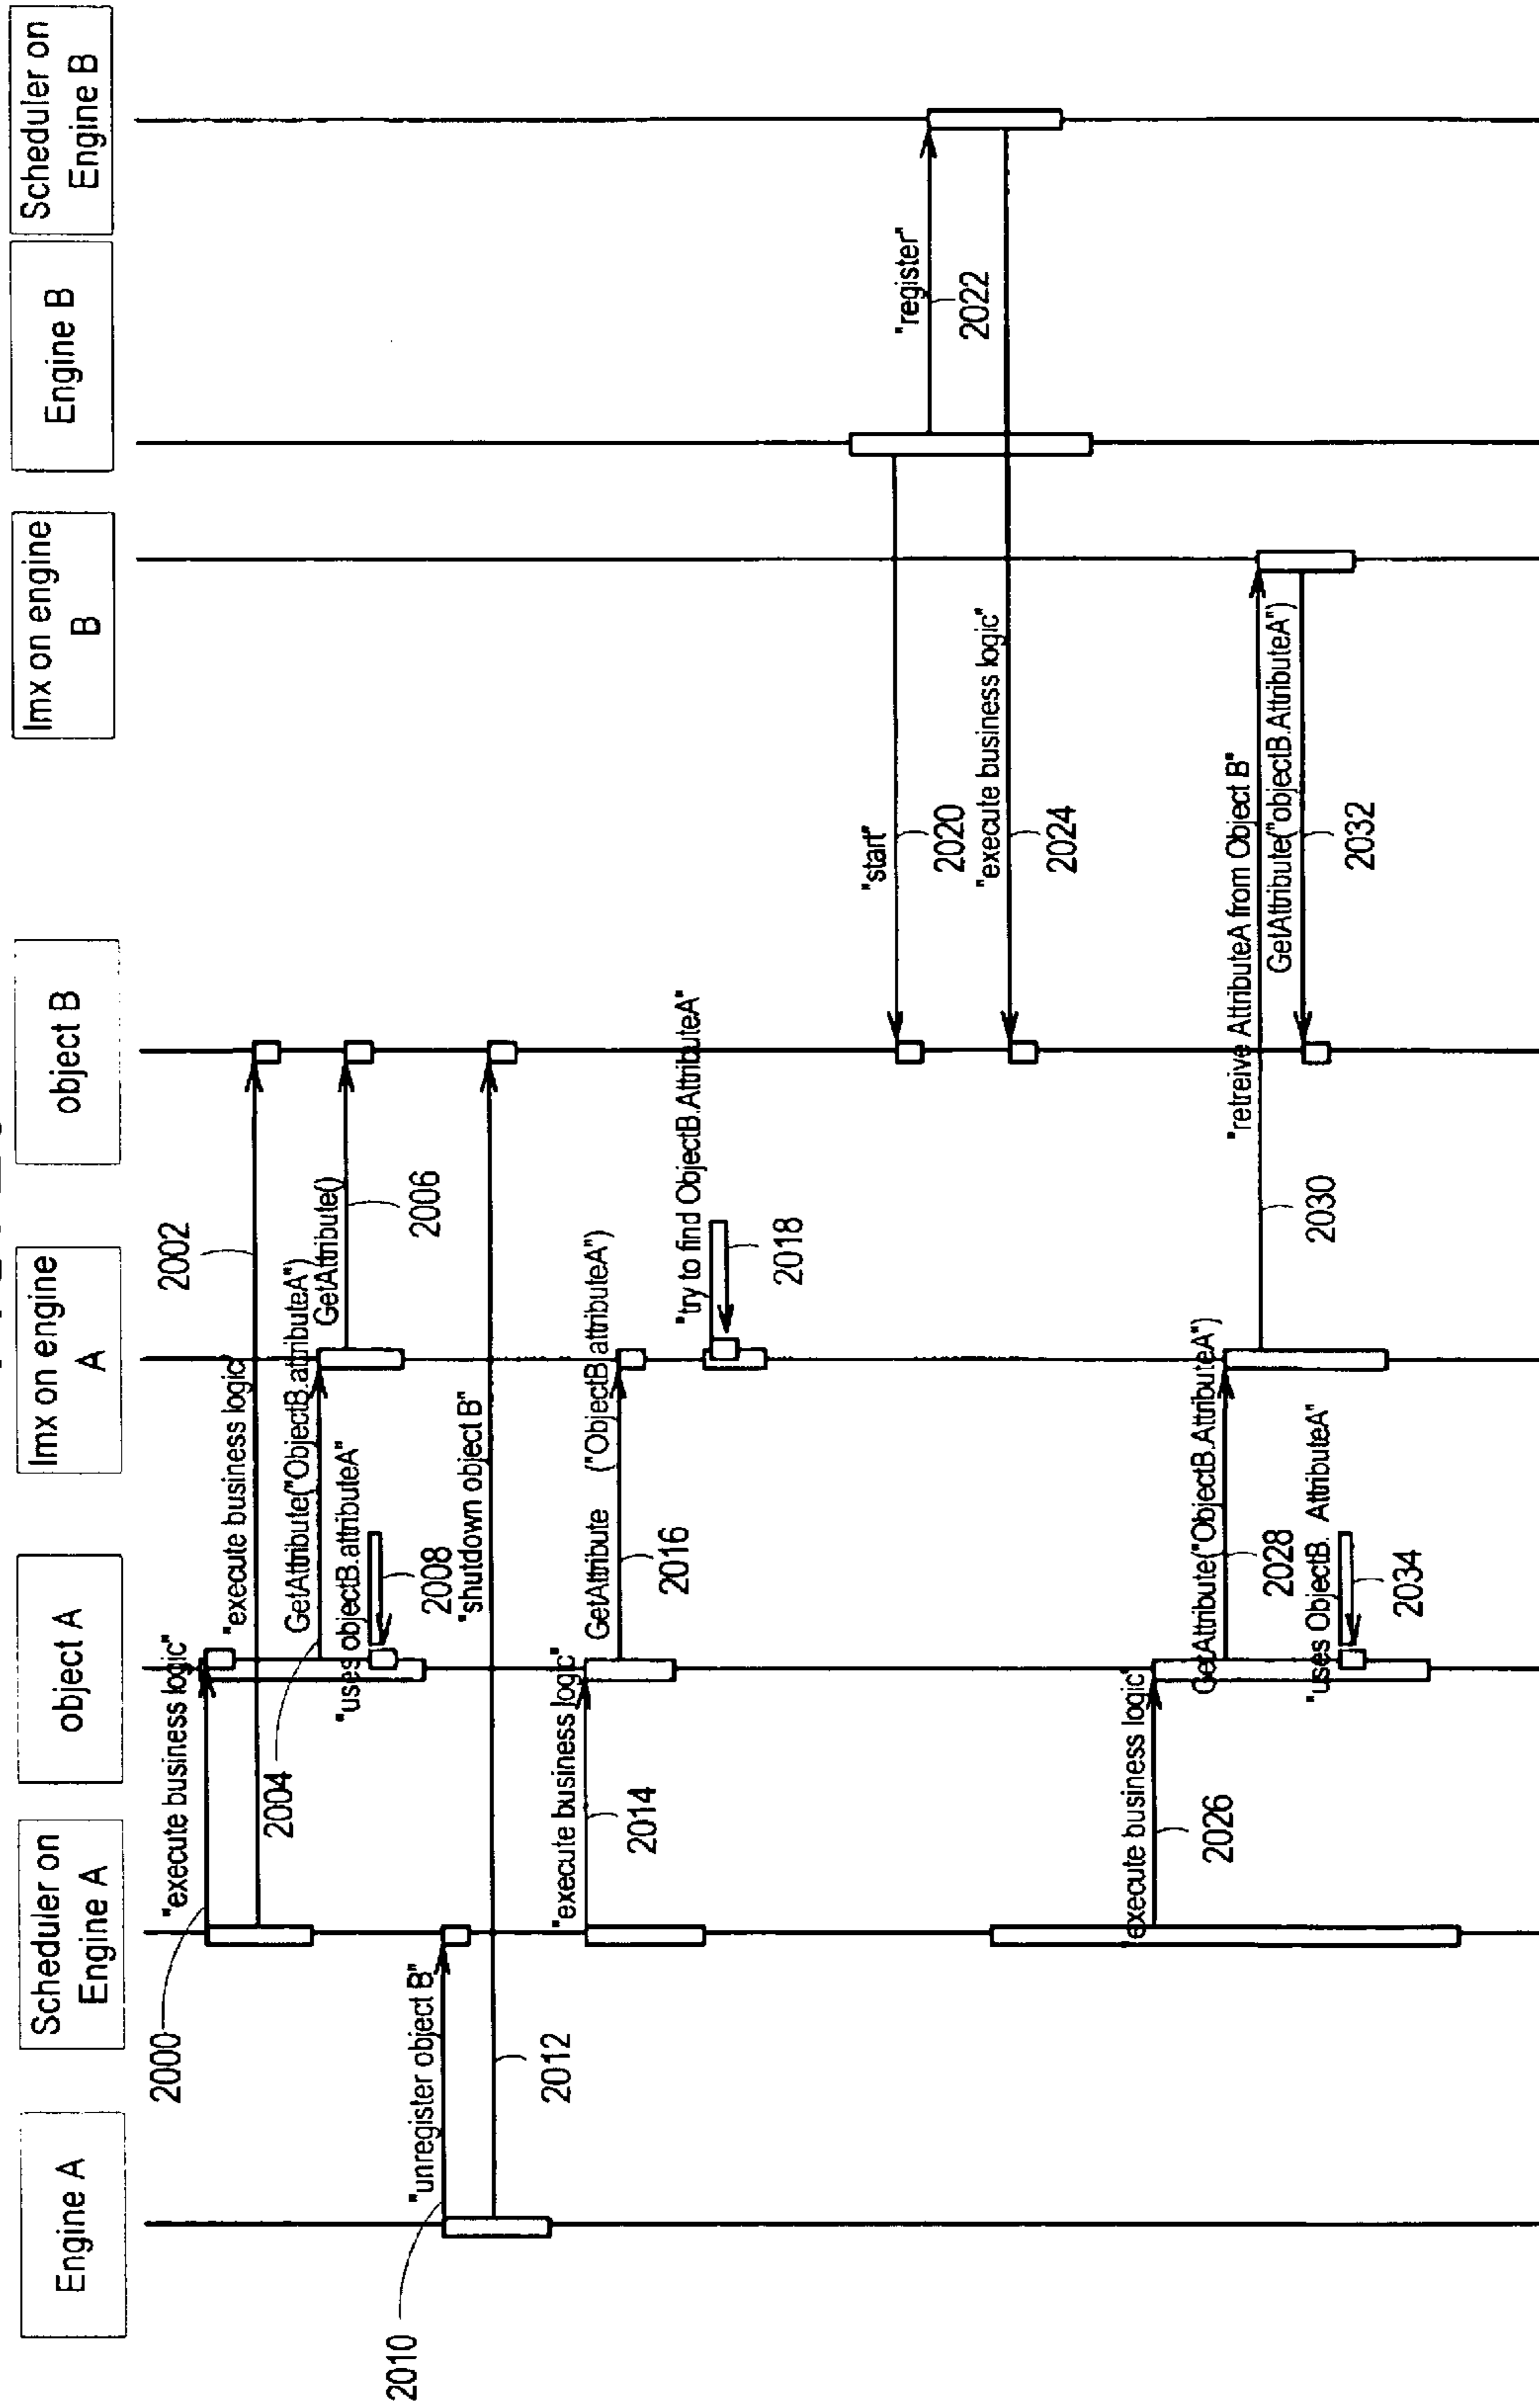 Engine A
Scheduler on
Engine A
object A
Imx on engine
A
object B
Imx on engine
B
Engine B
Scheduler on
Engine B
2000
"execute business logic"
"execute business logic"
2002
2004
GetAttribute("ObjectB.attributeA")
GetAttribute()
2006
"uses objectB.attributeA"
2008
2010
"unregister object B"
"shutdown object B"
2012
"execute business logic"
2014
GetAttribute ("ObjectB.attributeA")
2016
"try to find ObjectB.AttributeA"
2018
"start"
2020
"register"
2022
"execute business logic"
2024
"execute business logic"
2026
GetAttribute("ObjectB.AttributeA")
2028
"retreive AttributeA from Object B"
2030
GetAttribute("objectB.AttributeA")
2032
"uses ObjectB. AttributeA"
2034